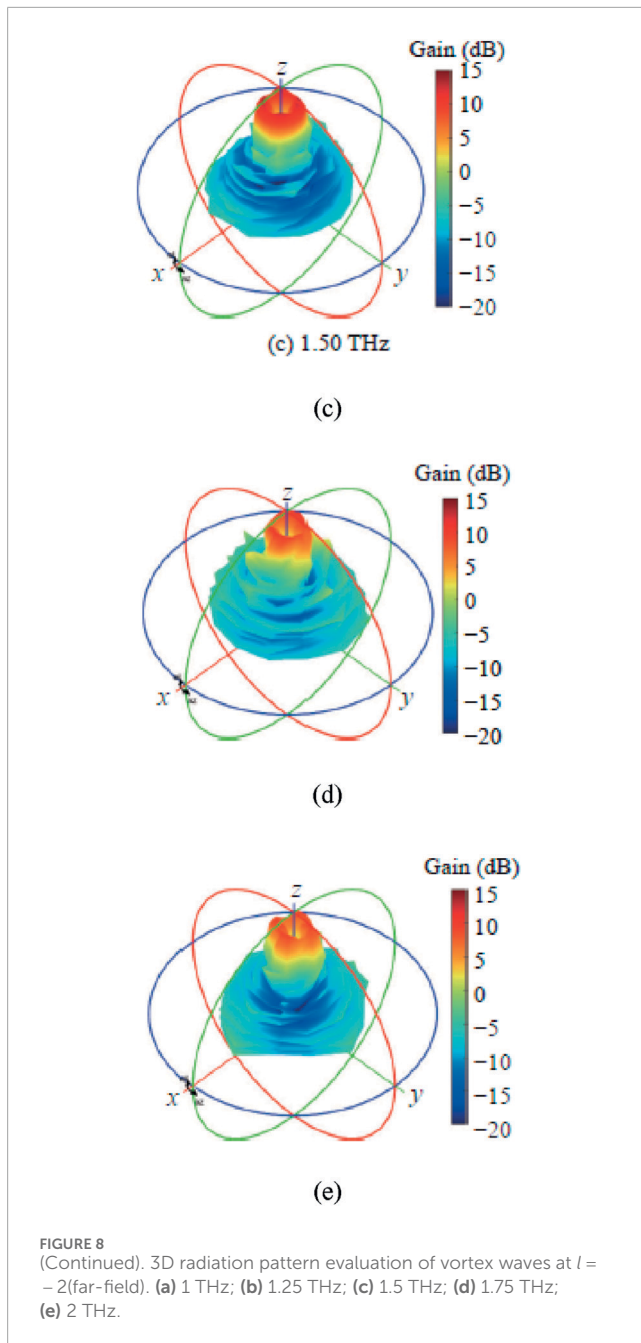 Gain (dB)
z
15
10
5
0
−5
−10
−15
−20
x
y
(c) 1.50 THz
(c)
Gain (dB)
z
15
10
5
0
−5
−10
−15
−20
x
y
(d)
Gain (dB)
z
15
10
5
0
−5
−10
−15
−20
x
y
(e)
FIGURE 8
(Continued). 3D radiation pattern evaluation of vortex waves at l =
− 2(far-field). (a) 1 THz; (b) 1.25 THz; (c) 1.5 THz; (d) 1.75 THz;
(e) 2 THz.